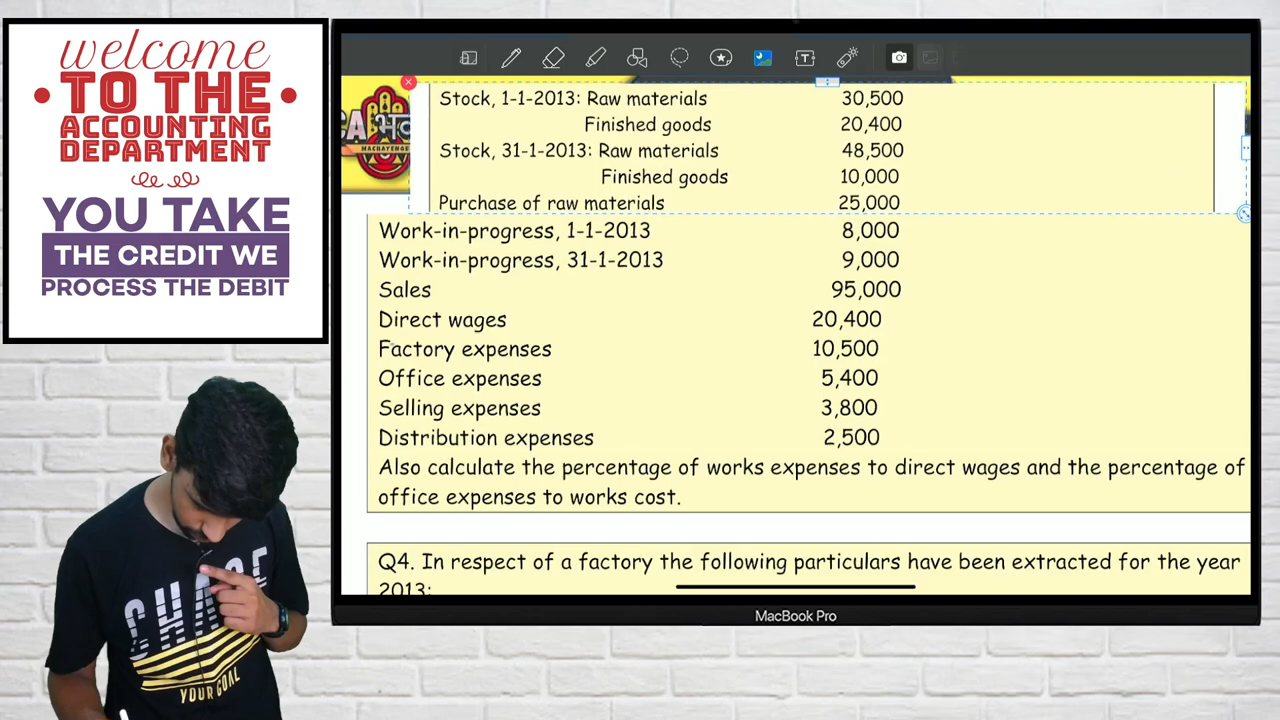 welcome
TO THE
ACCOUNTING
DEPARTMENT
YOU TAKE
THE CREDIT WE
PROCESS THE DEBIT
CA भक्
MACHAYENGE
Stock, 1-1-2013: Raw materials 30,500
Finished goods 20,400
Stock, 31-1-2013: Raw materials 48,500
Finished goods 10,000
Purchase of raw materials 25,000
Work-in-progress, 1-1-2013 8,000
Work-in-progress, 31-1-2013 9,000
Sales 95,000
Direct wages 20,400
Factory expenses 10,500
Office expenses 5,400
Selling expenses 3,800
Distribution expenses 2,500
Also calculate the percentage of works expenses to direct wages and the percentage of
office expenses to works cost.
Q4. In respect of a factory the following particulars have been extracted for the year
2013:
MacBook Pro
YOUR GOAL